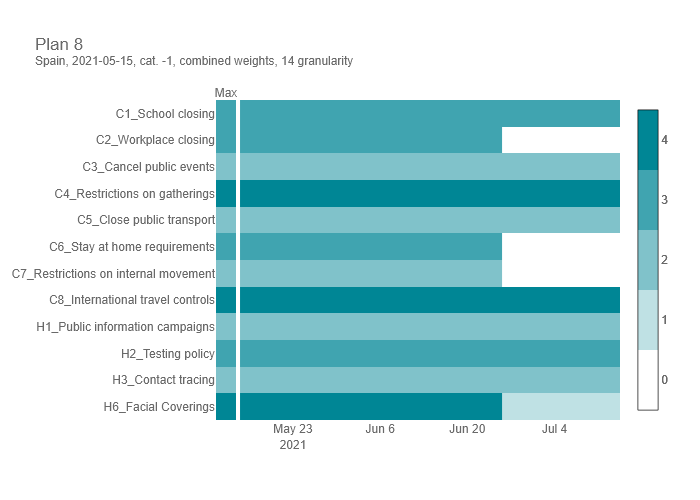 Plan 8
Spain, 2021-05-15, cat. -1, combined weights, 14 granularity
Max
C1_School closing
C2_Workplace closing
C3_Cancel public events
C4_Restrictions on gatherings
C5_Close public transport
C6_Stay at home requirements
C7_Restrictions on internal movement
C8_International travel controls
H1_Public information campaigns
H2_Testing policy
H3_Contact tracing
H6_Facial Coverings
May 23 Jun 6 Jun 20 Jul 4
2021
4
3
2
1
0